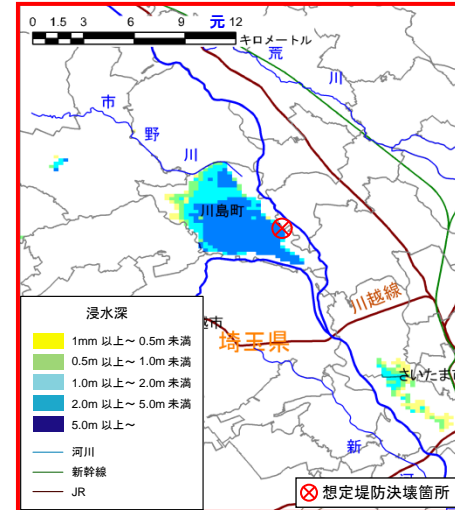 0 1.5 3 6 9 12
元
キロメートル
荒
川
市
野
川
川島町
川越線
越市
埼玉県
さいたま市
新
河
浸水深
1mm 以上～ 0.5m 未満
0.5m 以上～ 1.0m 未満
1.0m 以上～ 2.0m 未満
2.0m 以上～ 5.0m 未満
5.0m 以上～
河川
新幹線
JR
想定堤防決壊箇所